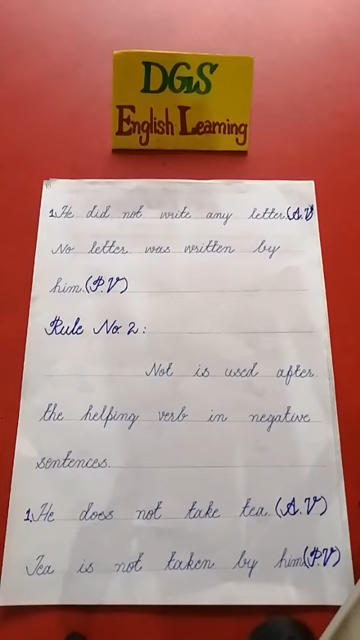 DGS
English Learning
1. He did not write any letter. (A.V)
No letter was written by
him. (P.V)
Rule No. 2:
Not is used after
the helping verb in negative
sentences.
1. He does not take tea. (A.V)
Tea is not taken by him (P.V)